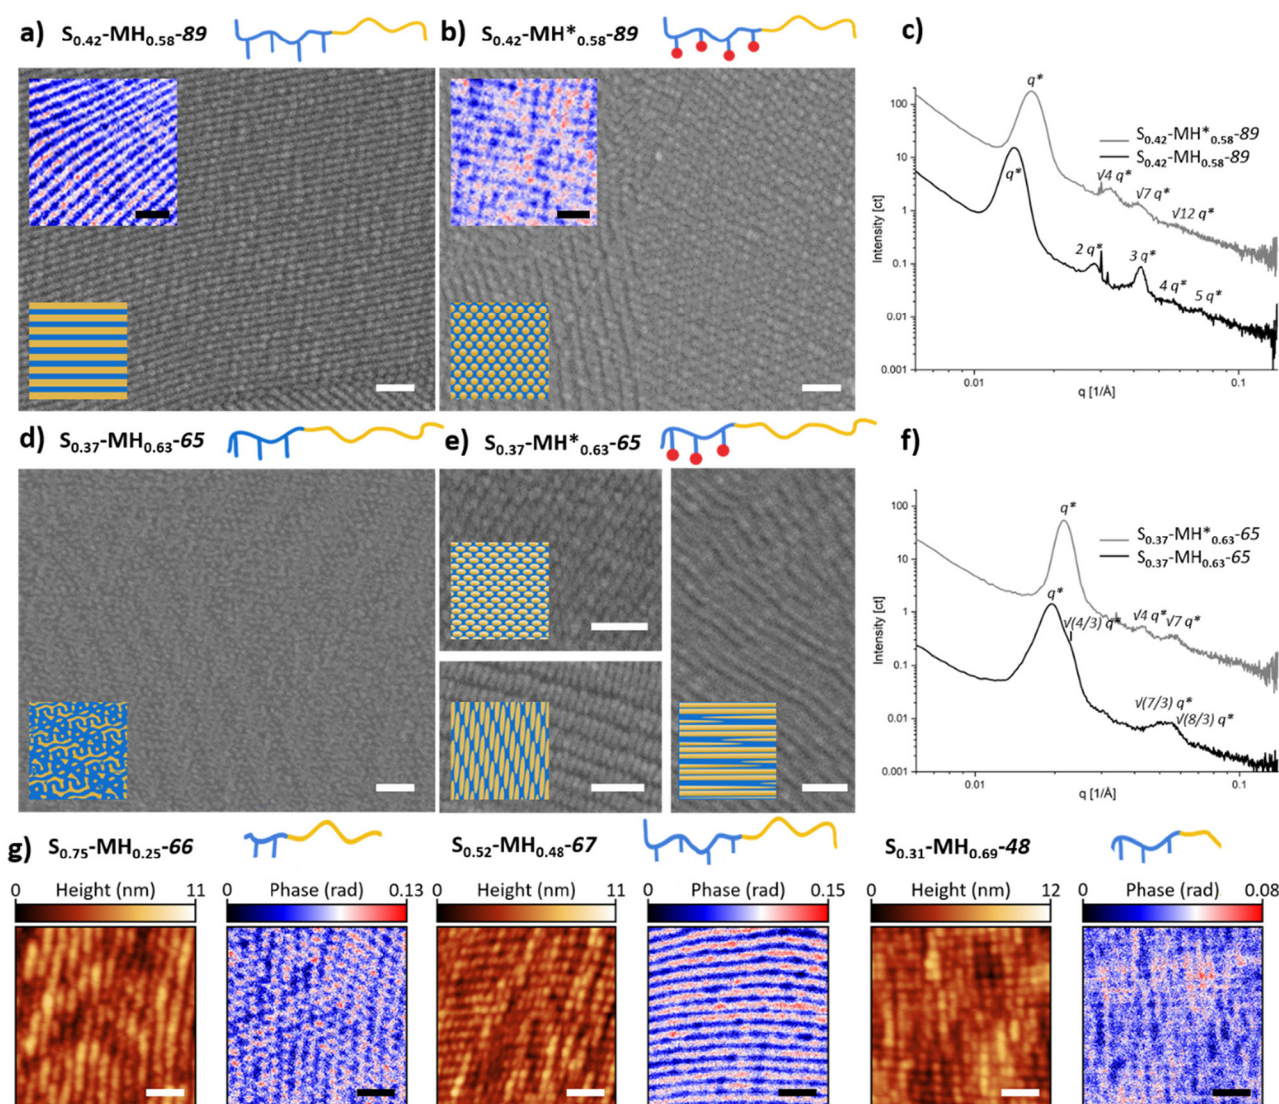 a) S0.42-MH0.58-89
b) S0.42-MH*0.58-89
c)
q*
100
10
1
0.1
0.01
0.001
Intensity [ct]
S0.42-MH*0.58-89
S0.42-MH0.58-89
q*
√4 q*
√7 q*
√12 q*
2 q*
3 q*
4 q*
5 q*
0.01
0.1
q [1/Å]
d) S0.37-MH0.63-65
e) S0.37-MH*0.63-65
f)
q*
100
10
1
0.1
0.01
0.001
Intensity [ct]
S0.37-MH*0.63-65
S0.37-MH0.63-65
q*
√(4/3) q*
√4 q*
√7 q*
√(7/3) q*
√(8/3) q*
0.01
0.1
q [1/Å]
g) S0.75-MH0.25-66
S0.52-MH0.48-67
S0.31-MH0.69-48
0 Height (nm) 11
0 Phase (rad) 0.13
0 Height (nm) 11
0 Phase (rad) 0.15
0 Height (nm) 12
0 Phase (rad) 0.08